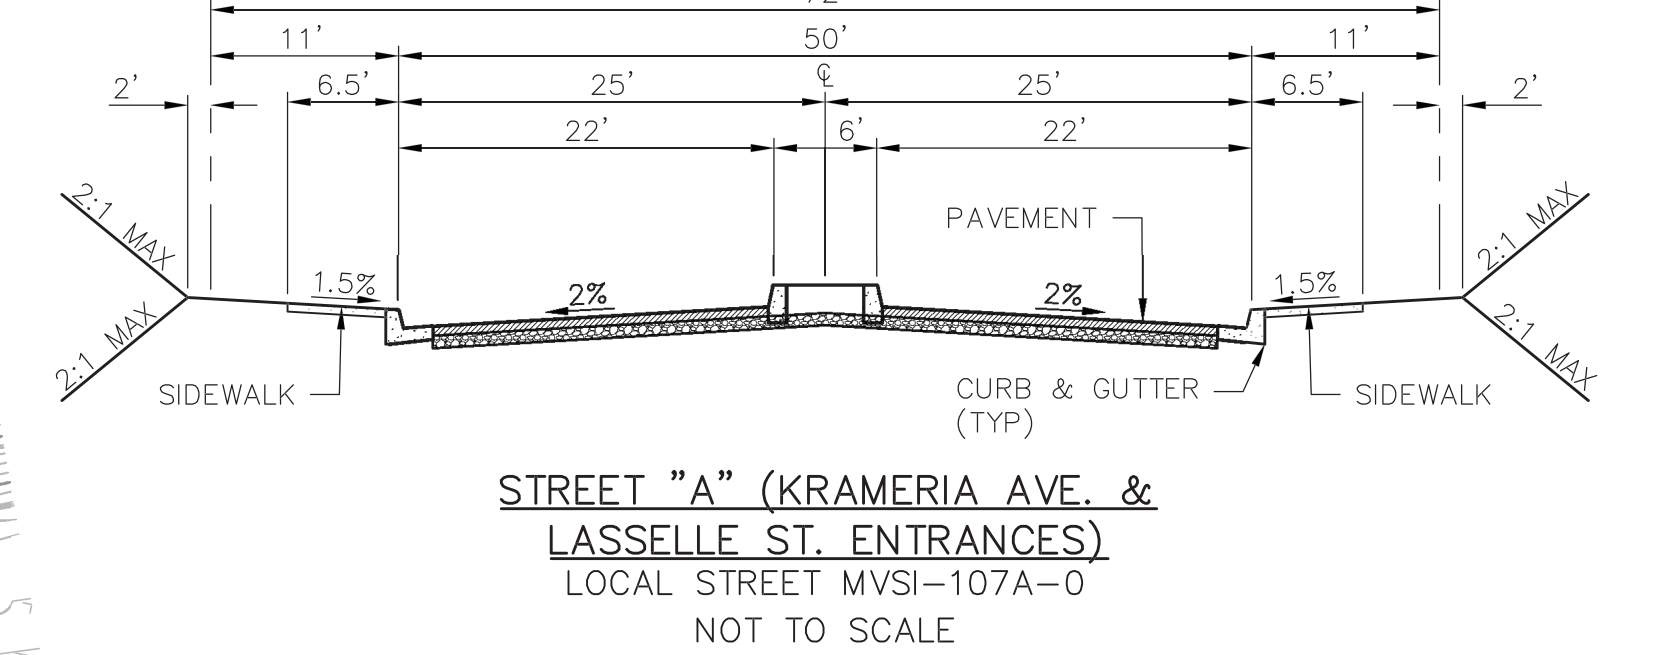 72'
11' 50' 11'
2' 6.5' 25' ℄ 25' 6.5' 2'
22' 6' 22'
2:1 MAX PAVEMENT 2:1 MAX
1.5% 2% 2% 1.5%
2:1 MAX 2:1 MAX
SIDEWALK CURB & GUTTER SIDEWALK
(TYP)
STREET "A" (KRAMERIA AVE. &
LASSELLE ST. ENTRANCES)
LOCAL STREET MVSI-107A-0
NOT TO SCALE